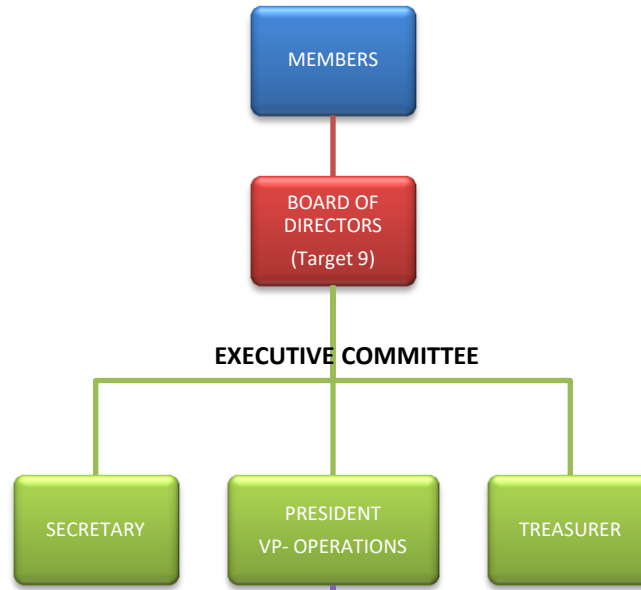 MEMBERS
BOARD OF
DIRECTORS
(Target 9)
EXECUTIVE COMMITTEE
SECRETARY
PRESIDENT
VP- OPERATIONS
TREASURER